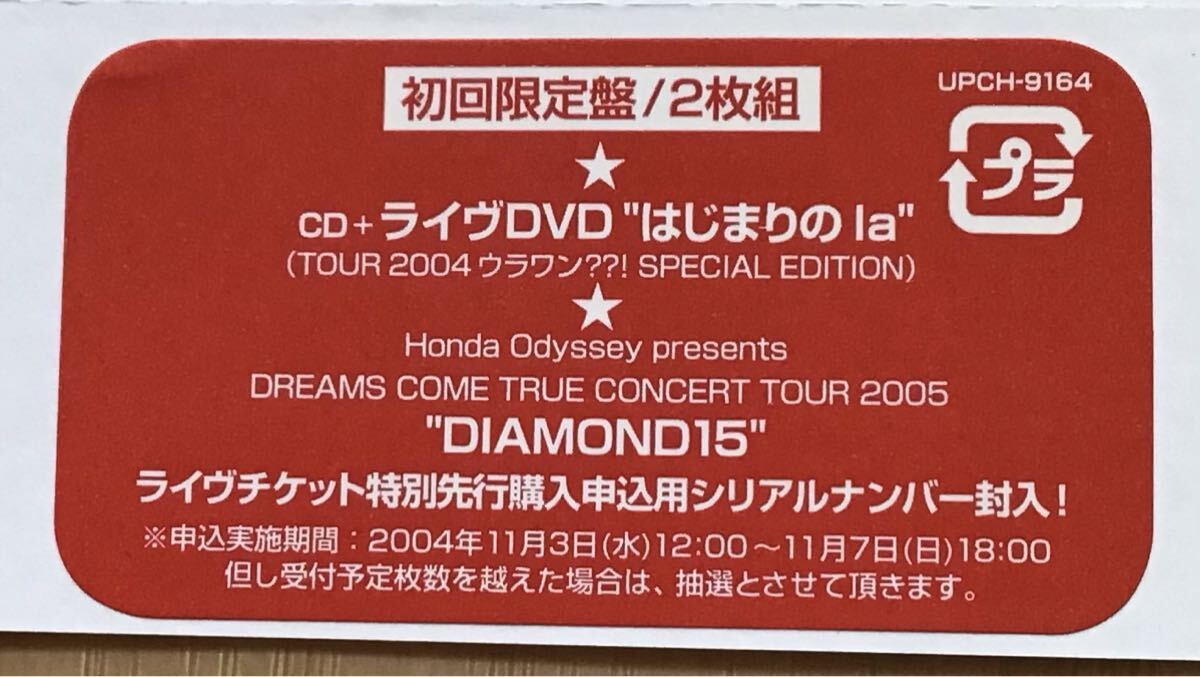 初回限定盤/2枚組
UPCH-9164
プラ
★
CD+ライヴDVD "はじまりのla"
(TOUR 2004 ウラワン??! SPECIAL EDITION)
★
Honda Odyssey presents
DREAMS COME TRUE CONCERT TOUR 2005
"DIAMOND15"
ライヴチケット特別先行購入申込用シリアルナンバー封入!
※申込実施期間：2004年11月3日(水)12:00～11月7日(日)18:00
但し受付予定枚数を越えた場合は、抽選とさせて頂きます。